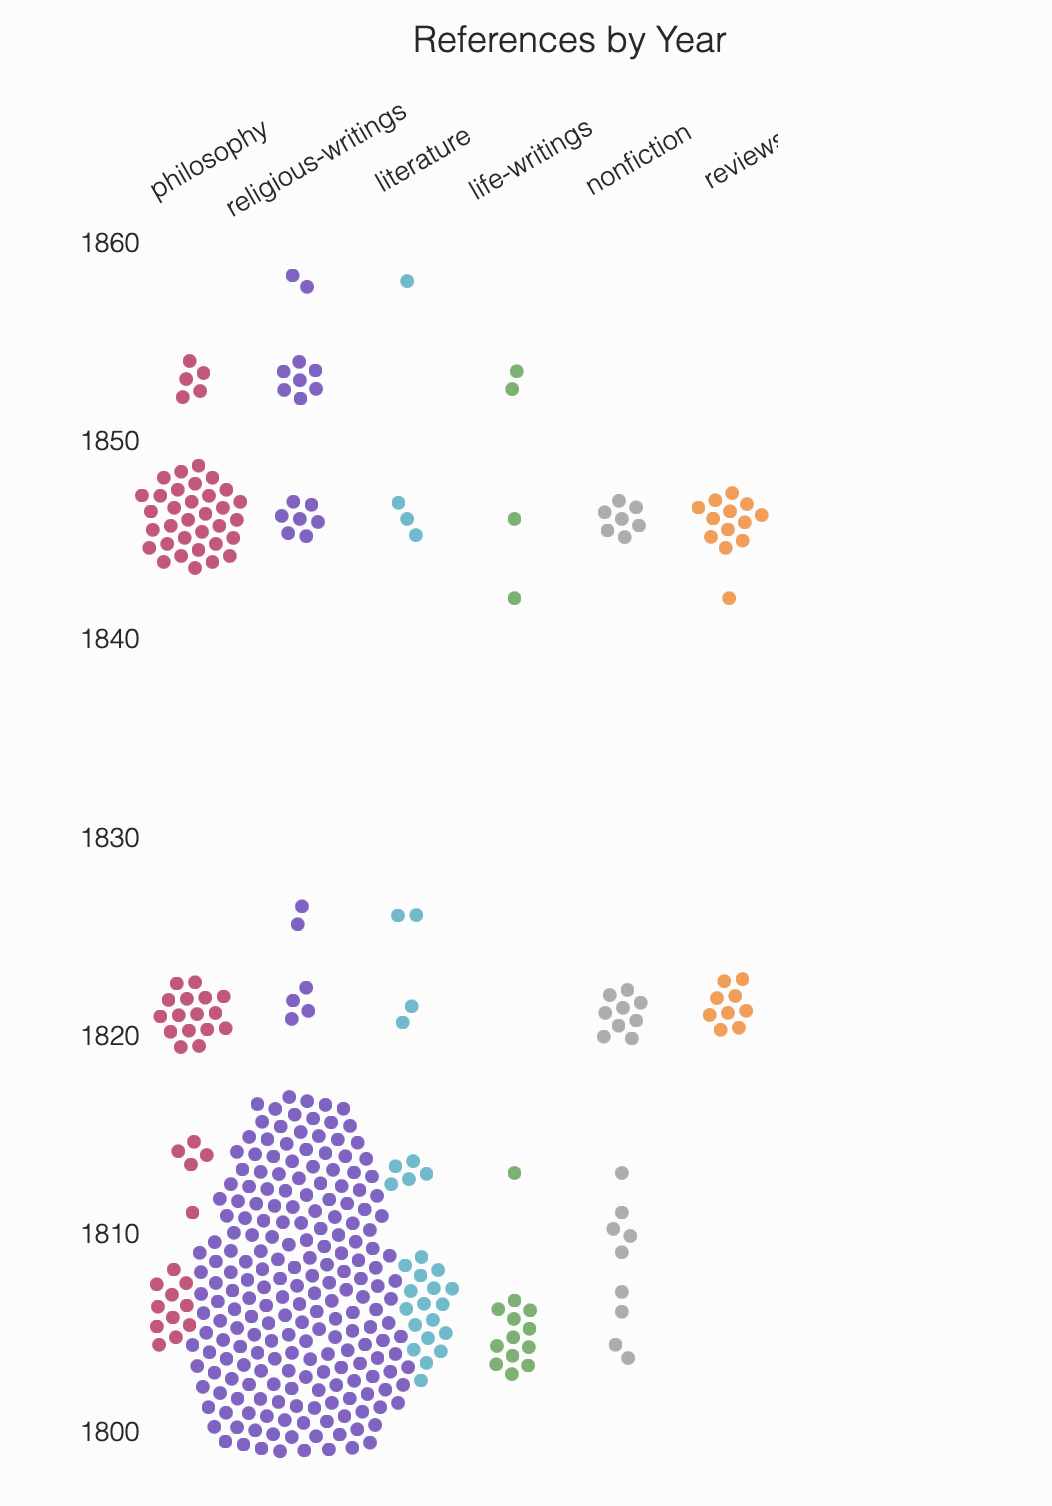 References by Year
philosophy
religious-writings
literature
life-writings
nonfiction
reviews
1860
1850
1840
1830
1820
1810
1800